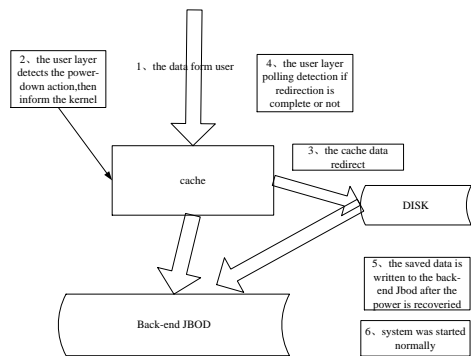 2、the user layer
detects the power-
down action,then
inform the kernel
1、the data form user
4、the user layer
polling detection if
redirection is
complete or not
3、the cache data
redirect
cache
DISK
5、the saved data is
written to the back-
end Jbod after the
power is recoveried
Back-end JBOD
6、system was started
normally